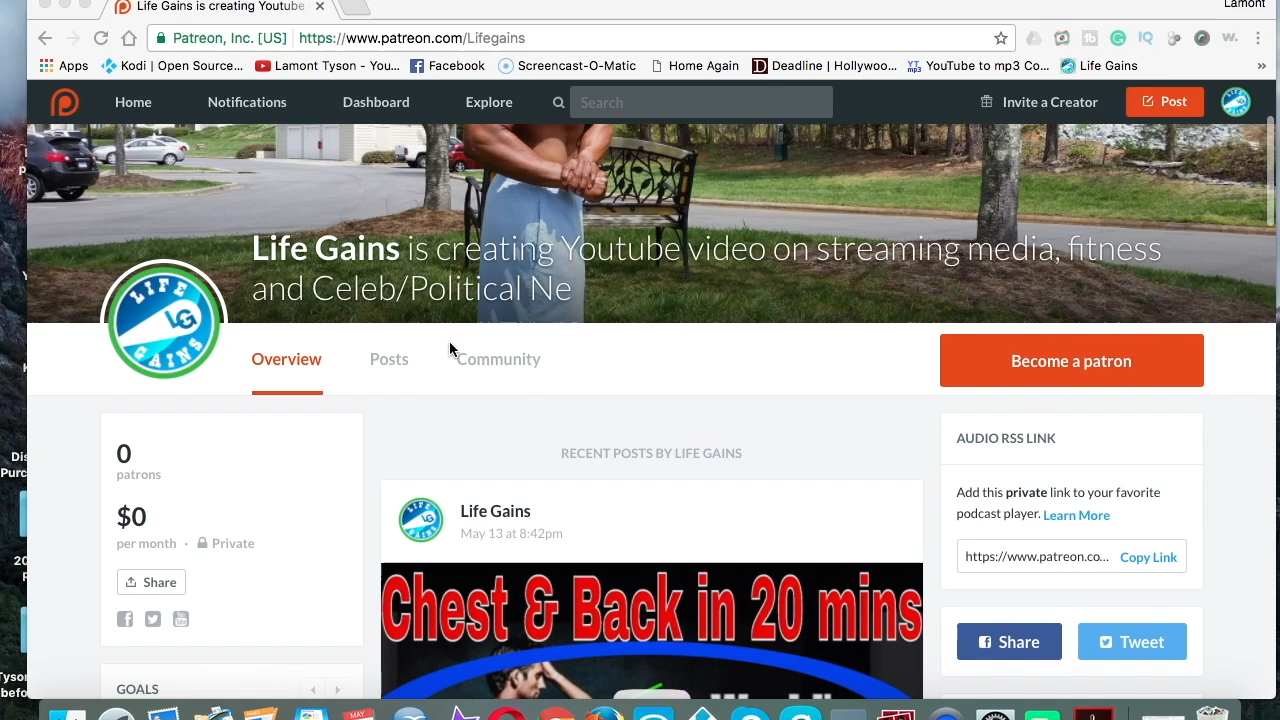 Life Gains is creating Youtube
Lamont
Patreon, Inc. [US] https://www.patreon.com/Lifegains
Apps Kodi | Open Source... Lamont Tyson - You... Facebook Screencast-O-Matic Home Again Deadline | Hollywoo... YouTube to mp3 Co... Life Gains »
Home Notifications Dashboard Explore Search Invite a Creator Post
Life Gains is creating Youtube video on streaming media, fitness
and Celeb/Political Ne
LIFE
LG
GAINS
Overview Posts Community Become a patron
0
patrons
$0
per month · Private
Share
GOALS
RECENT POSTS BY LIFE GAINS
Life Gains
May 13 at 8:42pm
Chest & Back in 20 mins
AUDIO RSS LINK
Add this private link to your favorite
podcast player. Learn More
https://www.patreon.co... Copy Link
Share Tweet